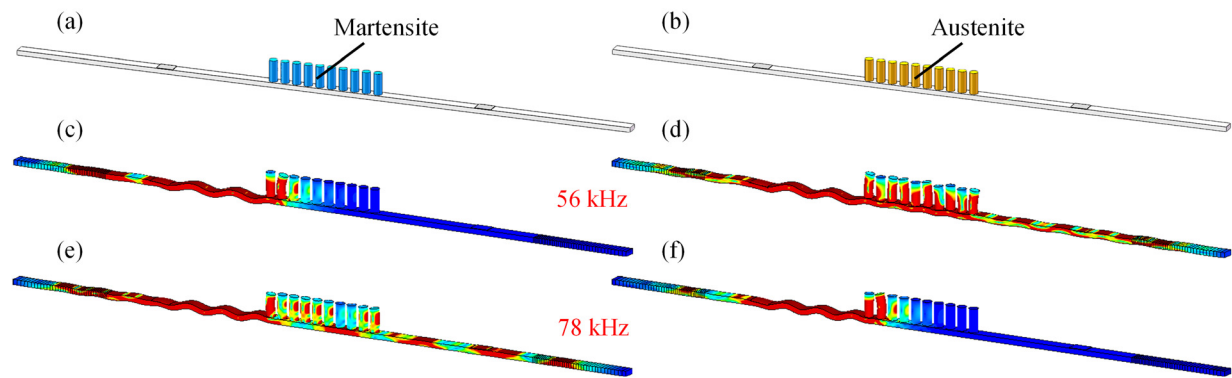 (a)
Martensite
(b)
Austenite
(c)
(d)
56 kHz
(e)
(f)
78 kHz